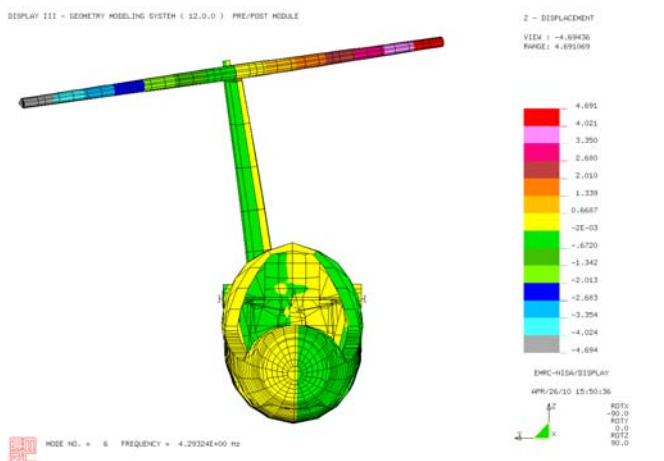 DISPLAY III - GEOMETRY MODELING SYSTEM ( 12.0.0 ) PRE/POST MODULE
Z - DISPLACEMENT
VIEW : -4.69436
RANGE: 4.691069
4.691
4.021
3.350
2.680
2.010
1.339
0.6687
-2E-03
-.6720
-1.342
-2.013
-2.683
-3.354
-4.024
-4.694
EMRC-NISA/DISPLAY
APR/26/10 15:50:36
ROTX
-90.0
ROTY
0.0
ROTZ
90.0
Z
Y
X
MODE NO. = 6 FREQUENCY = 4.29324E+00 Hz